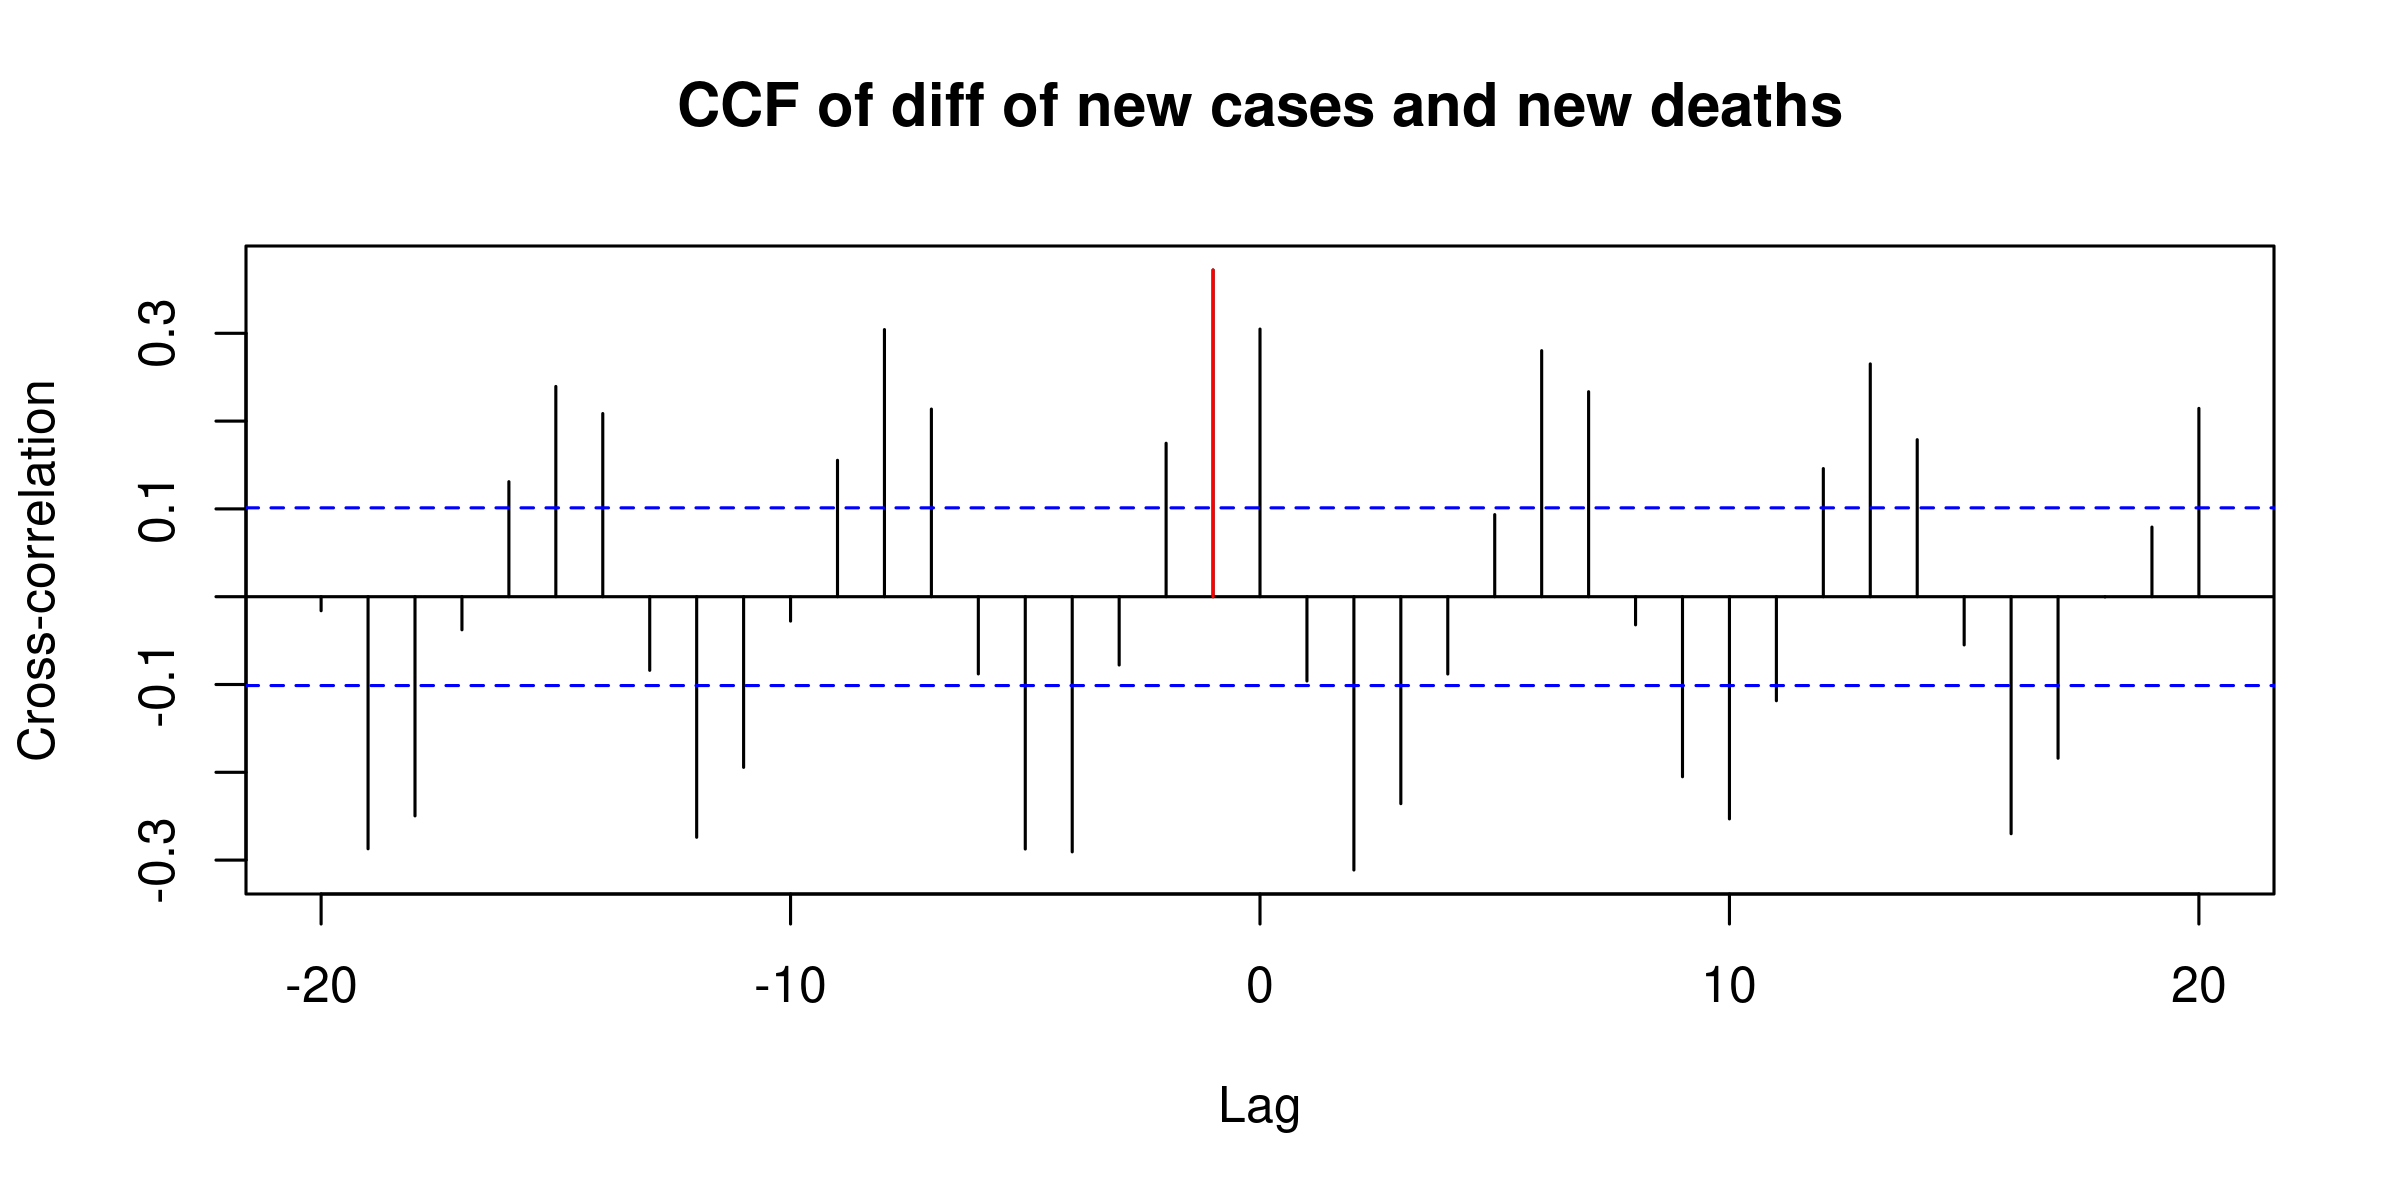 CCF of diff of new cases and new deaths
Cross-correlation
0.3
0.1
-0.1
-0.3
-20 -10 0 10 20
Lag